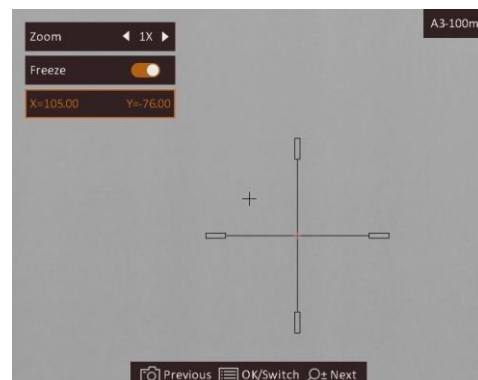 Zoom 1X
A3-100m
Freeze
X=105.00 Y=-76.00
Previous OK/Switch Next